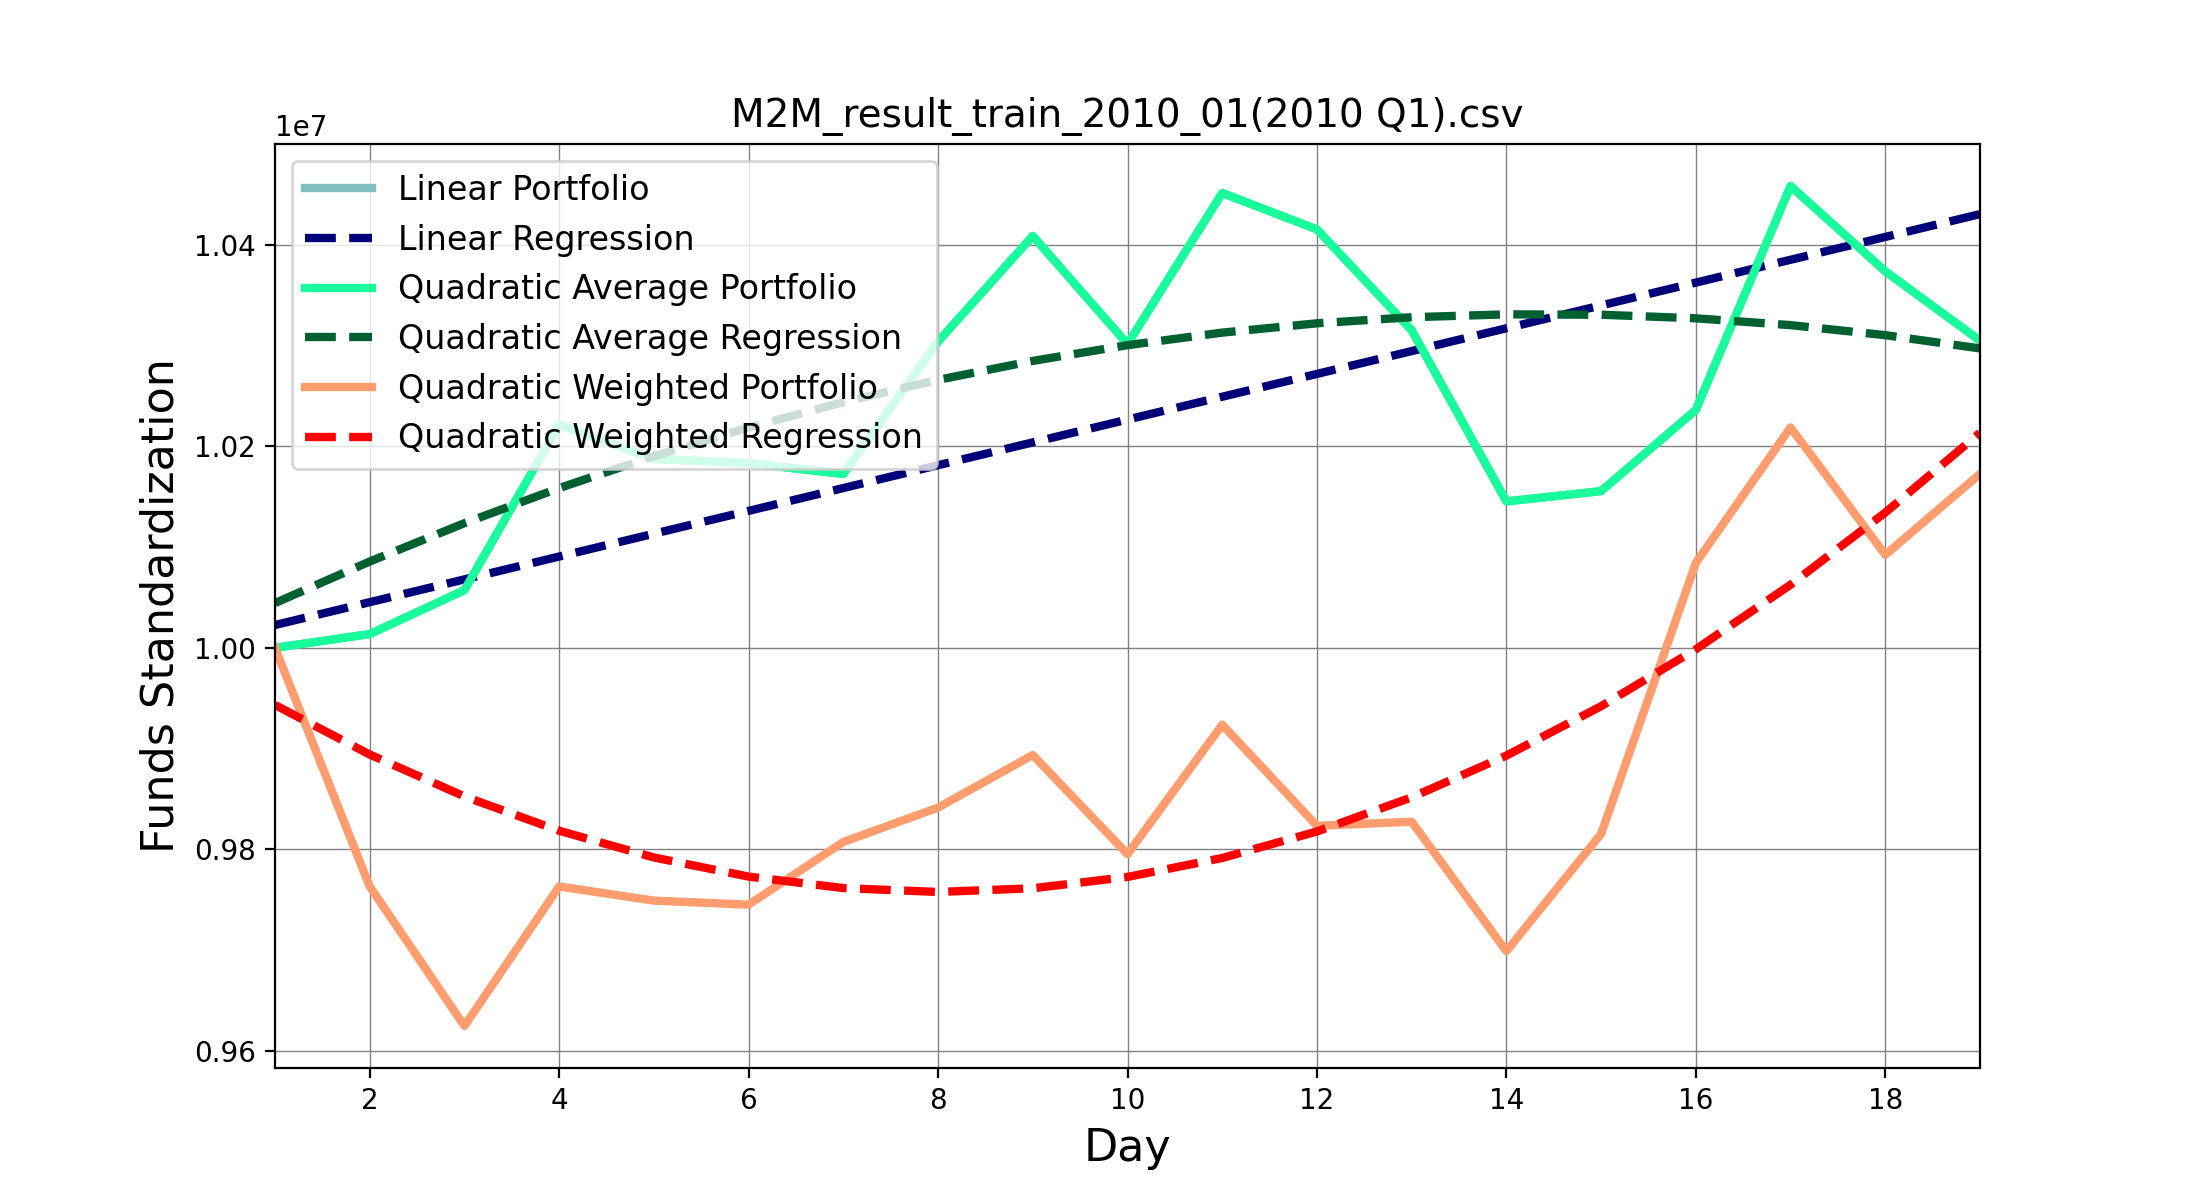 M2M_result_train_2010_01(2010 Q1).csv
1e7
Linear Portfolio
Linear Regression
Quadratic Average Portfolio
Quadratic Average Regression
Quadratic Weighted Portfolio
Quadratic Weighted Regression
1.04
1.02
1.00
0.98
0.96
Funds Standardization
2 4 6 8 10 12 14 16 18
Day